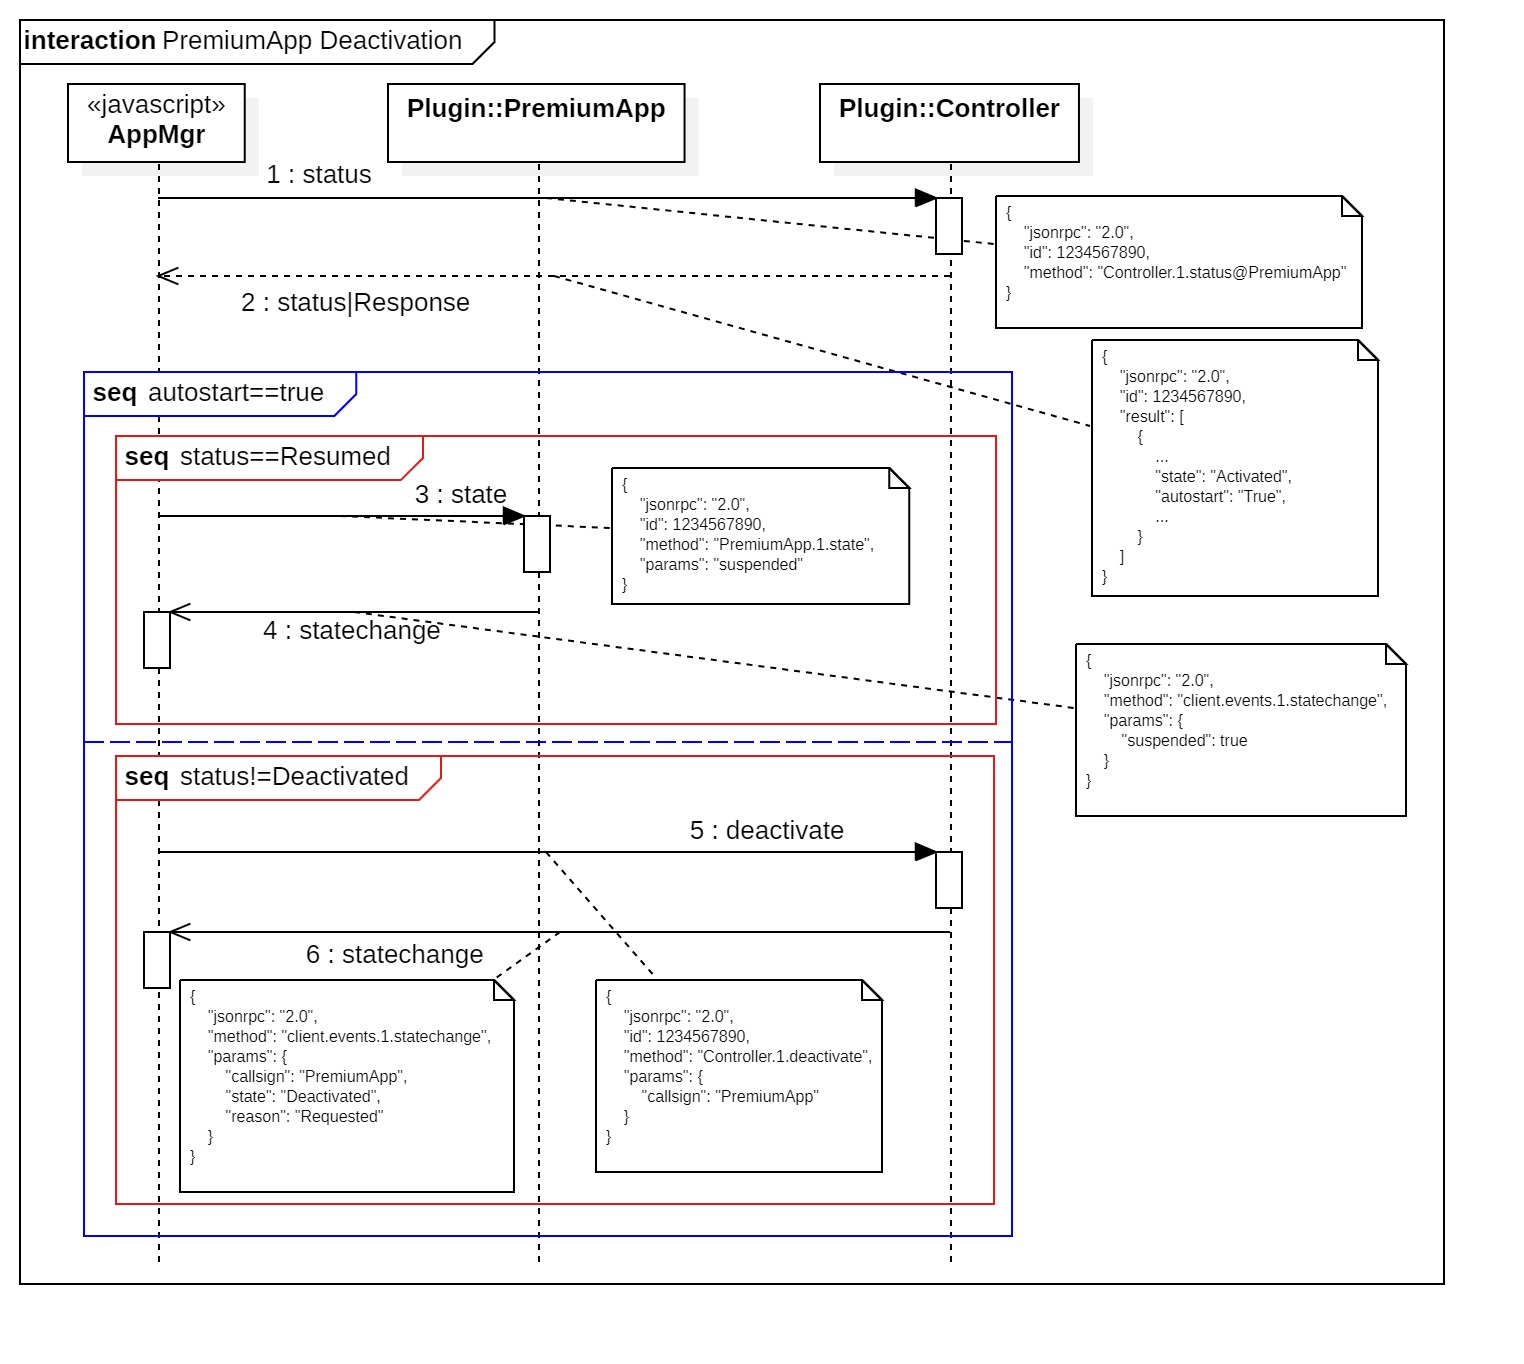 interaction PremiumApp Deactivation
«javascript»
AppMgr
Plugin::PremiumApp
Plugin::Controller
1 : status
{
"jsonrpc": "2.0",
"id": 1234567890,
"method": "Controller.1.status@PremiumApp"
}
2 : status|Response
{
"jsonrpc": "2.0",
"id": 1234567890,
"result": [
{
...
"state": "Activated",
"autostart": "True",
...
}
]
}
seq autostart==true
seq status==Resumed
3 : state
{
"jsonrpc": "2.0",
"id": 1234567890,
"method": "PremiumApp.1.state",
"params": "suspended"
}
4 : statechange
{
"jsonrpc": "2.0",
"method": "client.events.1.statechange",
"params": {
"suspended": true
}
}
seq status!=Deactivated
5 : deactivate
6 : statechange
{
"jsonrpc": "2.0",
"method": "client.events.1.statechange",
"params": {
"callsign": "PremiumApp",
"state": "Deactivated",
"reason": "Requested"
}
}
{
"jsonrpc": "2.0",
"id": 1234567890,
"method": "Controller.1.deactivate",
"params": {
"callsign": "PremiumApp"
}
}